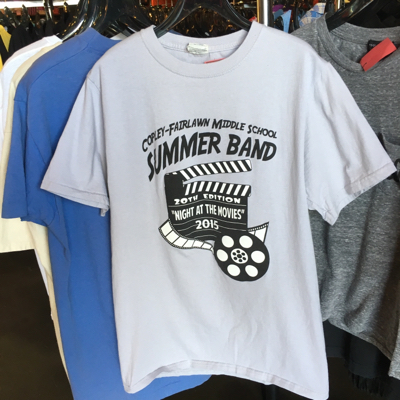 COPLEY-FAIRLAWN MIDDLE SCHOOL
SUMMER BAND
20TH EDITION
"NIGHT AT THE MOVIES"
2015